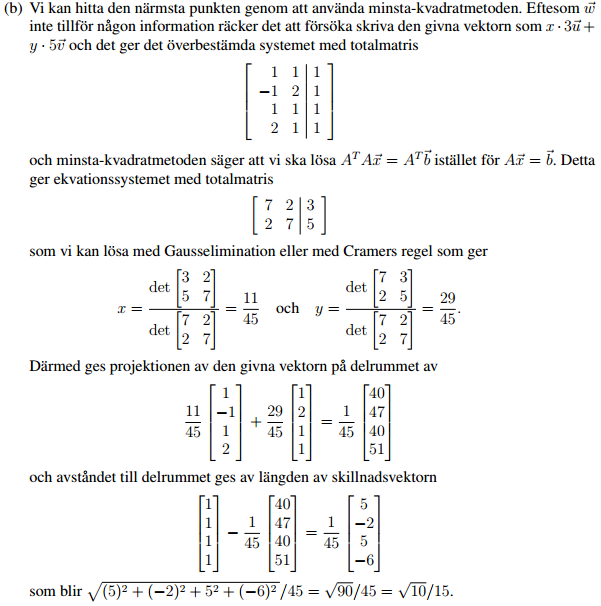 (b) Vi kan hitta den närmsta punkten genom att använda minsta-kvadratmetoden. Eftesom $\vec{w}$
inte tillför någon information räcker det att försöka skriva den givna vektorn som $x \cdot 3\vec{u} +$
$y \cdot 5\vec{v}$ och det ger det överbestämda systemet med totalmatris
$\left[\begin{array}{rr|r} 1 & 1 & 1 \\ -1 & 2 & 1 \\ 1 & 1 & 1 \\ 2 & 1 & 1 \end{array}\right]$
och minsta-kvadratmetoden säger att vi ska lösa $A^T A\vec{x} = A^T\vec{b}$ istället för $A\vec{x} = \vec{b}$. Detta
ger ekvationssystemet med totalmatris
$\left[\begin{array}{rr|r} 7 & 2 & 3 \\ 2 & 7 & 5 \end{array}\right]$
som vi kan lösa med Gausselimination eller med Cramers regel som ger
$x = \frac{\det\begin{bmatrix} 3 & 2 \\ 5 & 7 \end{bmatrix}}{\det\begin{bmatrix} 7 & 2 \\ 2 & 7 \end{bmatrix}} = \frac{11}{45}$ och $y = \frac{\det\begin{bmatrix} 7 & 3 \\ 2 & 5 \end{bmatrix}}{\det\begin{bmatrix} 7 & 2 \\ 2 & 7 \end{bmatrix}} = \frac{29}{45}.$
Därmed ges projektionen av den givna vektorn på delrummet av
$\frac{11}{45}\begin{bmatrix} 1 \\ -1 \\ 1 \\ 2 \end{bmatrix} + \frac{29}{45}\begin{bmatrix} 1 \\ 2 \\ 1 \\ 1 \end{bmatrix} = \frac{1}{45}\begin{bmatrix} 40 \\ 47 \\ 40 \\ 51 \end{bmatrix}$
och avståndet till delrummet ges av längden av skillnadsvektorn
$\begin{bmatrix} 1 \\ 1 \\ 1 \\ 1 \end{bmatrix} - \frac{1}{45}\begin{bmatrix} 40 \\ 47 \\ 40 \\ 51 \end{bmatrix} = \frac{1}{45}\begin{bmatrix} 5 \\ -2 \\ 5 \\ -6 \end{bmatrix}$
som blir $\sqrt{(5)^2 + (-2)^2 + 5^2 + (-6)^2}/45 = \sqrt{90}/45 = \sqrt{10}/15.$